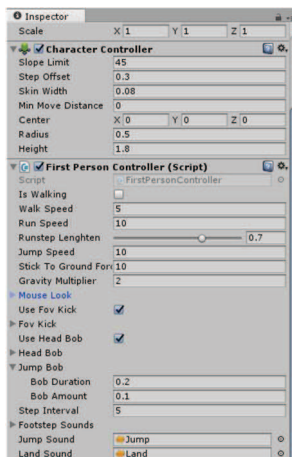 Inspector
Scale X 1 Y 1 Z 1
Character Controller
Slope Limit 45
Step Offset 0.3
Skin Width 0.08
Min Move Distance 0
Center X 0 Y 0 Z 0
Radius 0.5
Height 1.8
First Person Controller (Script)
Script FirstPersonController
Is Walking
Walk Speed 5
Run Speed 10
Runstep Lenghten 0.7
Jump Speed 10
Stick To Ground Forc 10
Gravity Multiplier 2
Mouse Look
Use Fov Kick
Fov Kick
Use Head Bob
Head Bob
Jump Bob
Bob Duration 0.2
Bob Amount 0.1
Step Interval 5
Footstep Sounds
Jump Sound Jump
Land Sound Land